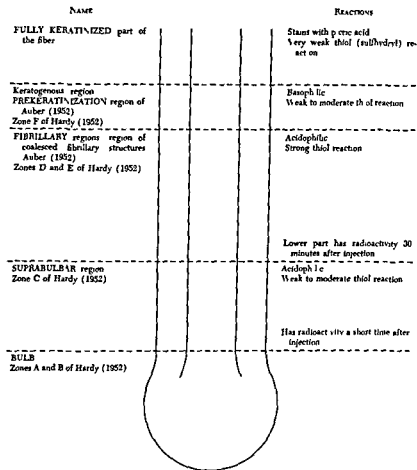 NAME
REACTIONS
FULLY KERATINIZED part of
the fiber
Stains with picric acid
Very weak thiol (sulfhydryl) re-
action
Keratogenous region
PREKERATINIZATION region of
Auber (1952)
Zone F of Hardy (1952)
Basophilic
Weak to moderate thiol reaction
FIBRILLARY regions region of
coalesced fibrillary structures
Auber (1952)
Zones D and E of Hardy (1952)
Acidophilic
Strong thiol reaction
Lower part has radioactivity 30
minutes after injection
SUPRABULBAR region
Zone C of Hardy (1952)
Acidophilic
Weak to moderate thiol reaction
Has radioactivity a short time after
injection
BULB
Zones A and B of Hardy (1952)